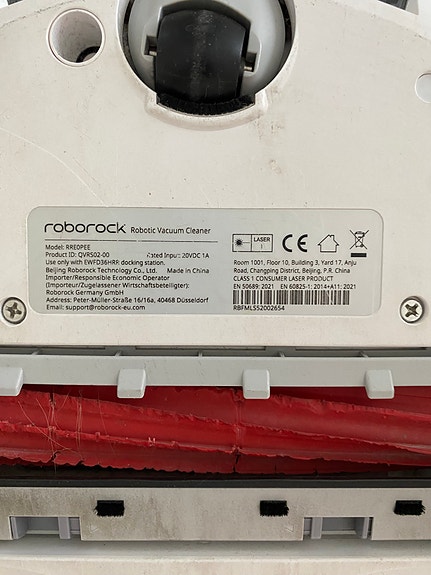 roborock Robotic Vacuum Cleaner
Model: RRE0PEE
Product ID: QVRS02-00 Rated Input: 20VDC 1A
Use only with EWFD36HRR docking station.
Beijing Roborock Technology Co., Ltd. Made in China
Importer/Responsible Economic Operator
(Importeur/Zugelassener Wirtschaftsbeteiligter):
Roborock Germany GmbH
Address: Peter-Müller-Straße 16/16a, 40468 Düsseldorf
Email: support@roborock-eu.com
LASER
1
CE
Room 1001, Floor 10, Building 3, Yard 17, Anju
Road, Changping District, Beijing, P.R. China
CLASS 1 CONSUMER LASER PRODUCT
EN 50689: 2021 EN 60825-1: 2014+A11: 2021
RBFMLS52002654